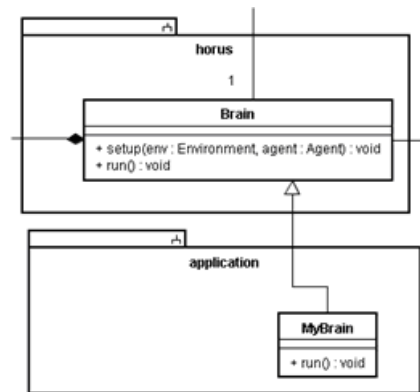 horus
1
Brain
+ setup(env : Environment, agent : Agent) : void
+ run() : void
application
MyBrain
+ run() : void